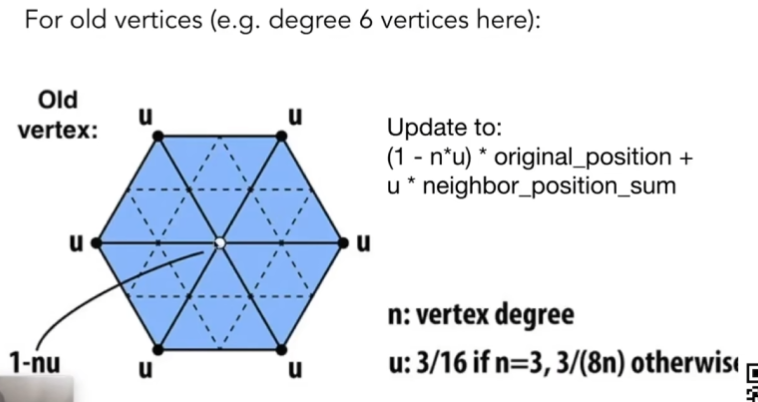 For old vertices (e.g. degree 6 vertices here):
Old
vertex:
u
u
Update to:
(1 - n*u) * original_position +
u * neighbor_position_sum
u
u
n: vertex degree
1-nu
u
u
u: 3/16 if n=3, 3/(8n) otherwise